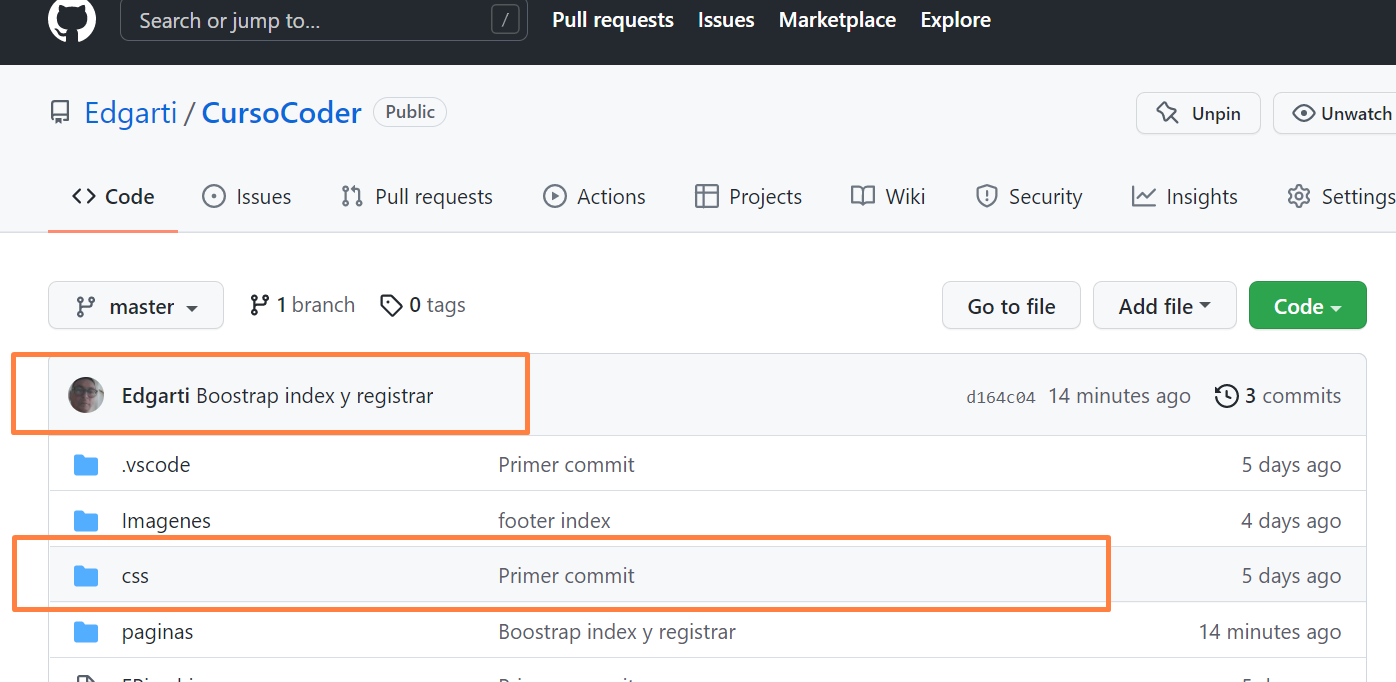 Search or jump to... / Pull requests Issues Marketplace Explore
Edgarti / CursoCoder Public Unpin Unwatch
Code Issues Pull requests Actions Projects Wiki Security Insights Settings
master 1 branch 0 tags Go to file Add file Code
Edgarti Boostrap index y registrar d164c04 14 minutes ago 3 commits
.vscode Primer commit 5 days ago
Imagenes footer index 4 days ago
css Primer commit 5 days ago
paginas Boostrap index y registrar 14 minutes ago